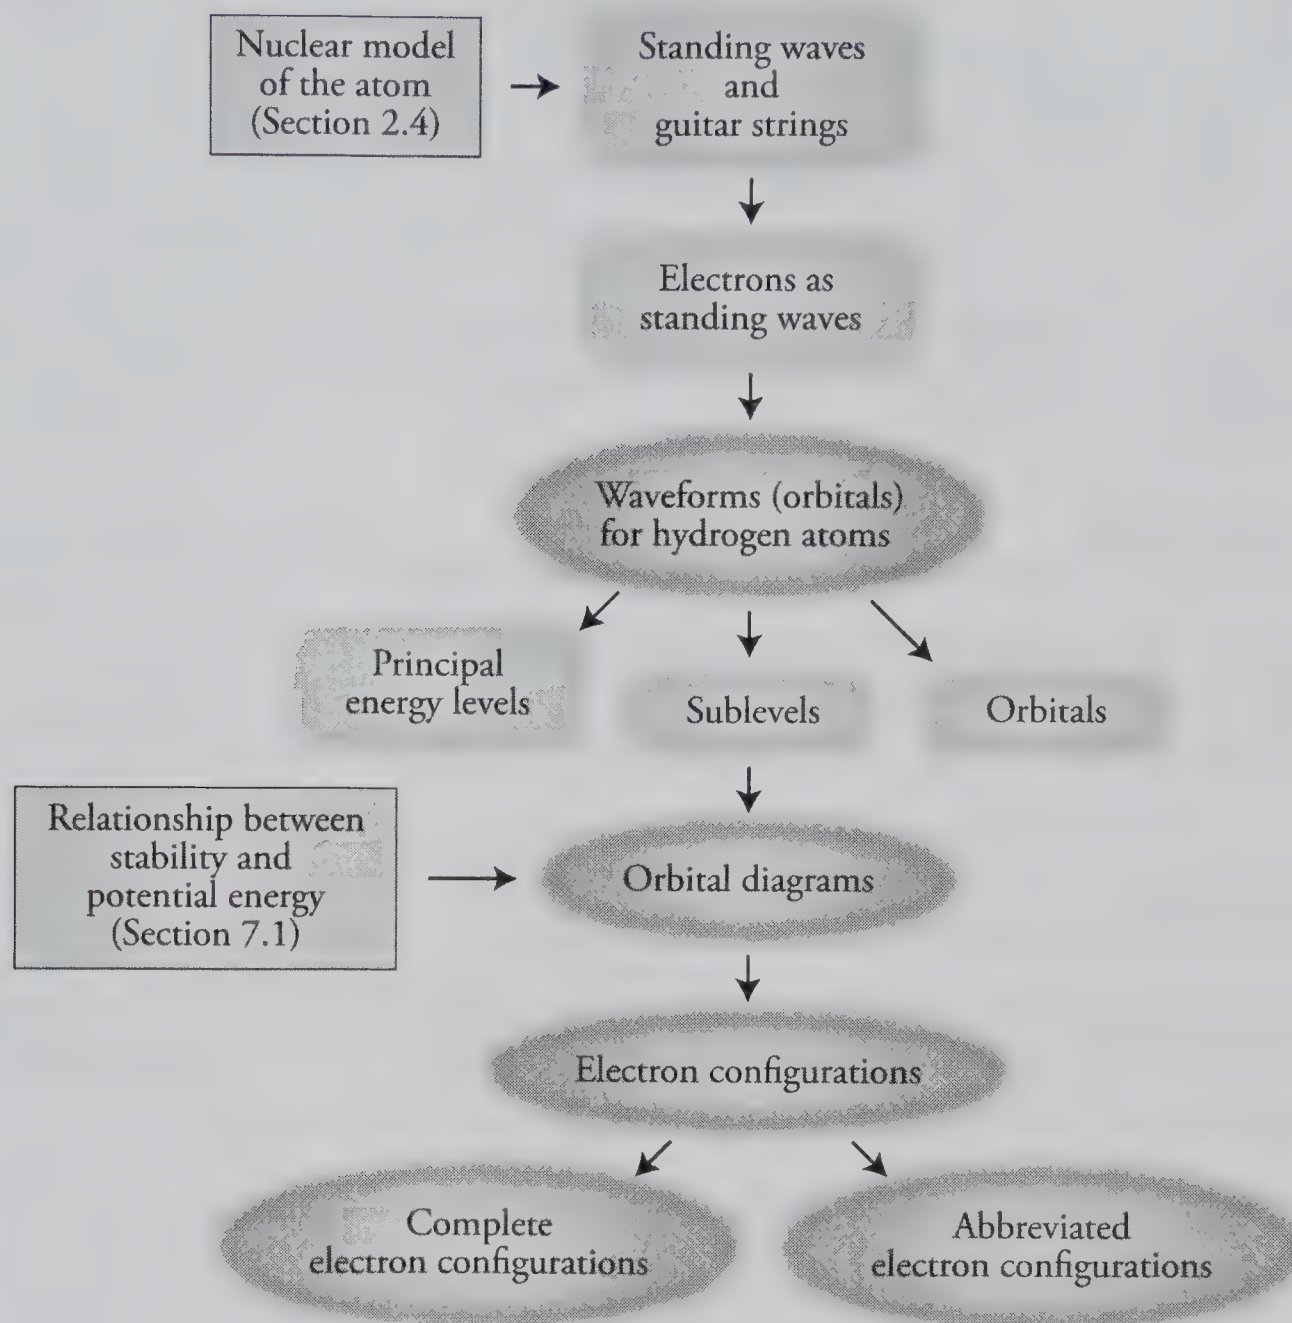 Nuclear model
of the atom
(Section 2.4)
Standing waves
and
guitar strings
Electrons as
standing waves
Waveforms (orbitals)
for hydrogen atoms
Principal
energy levels
Sublevels
Orbitals
Relationship between
stability and
potential energy
(Section 7.1)
Orbital diagrams
Electron configurations
Complete
electron configurations
Abbreviated
electron configurations